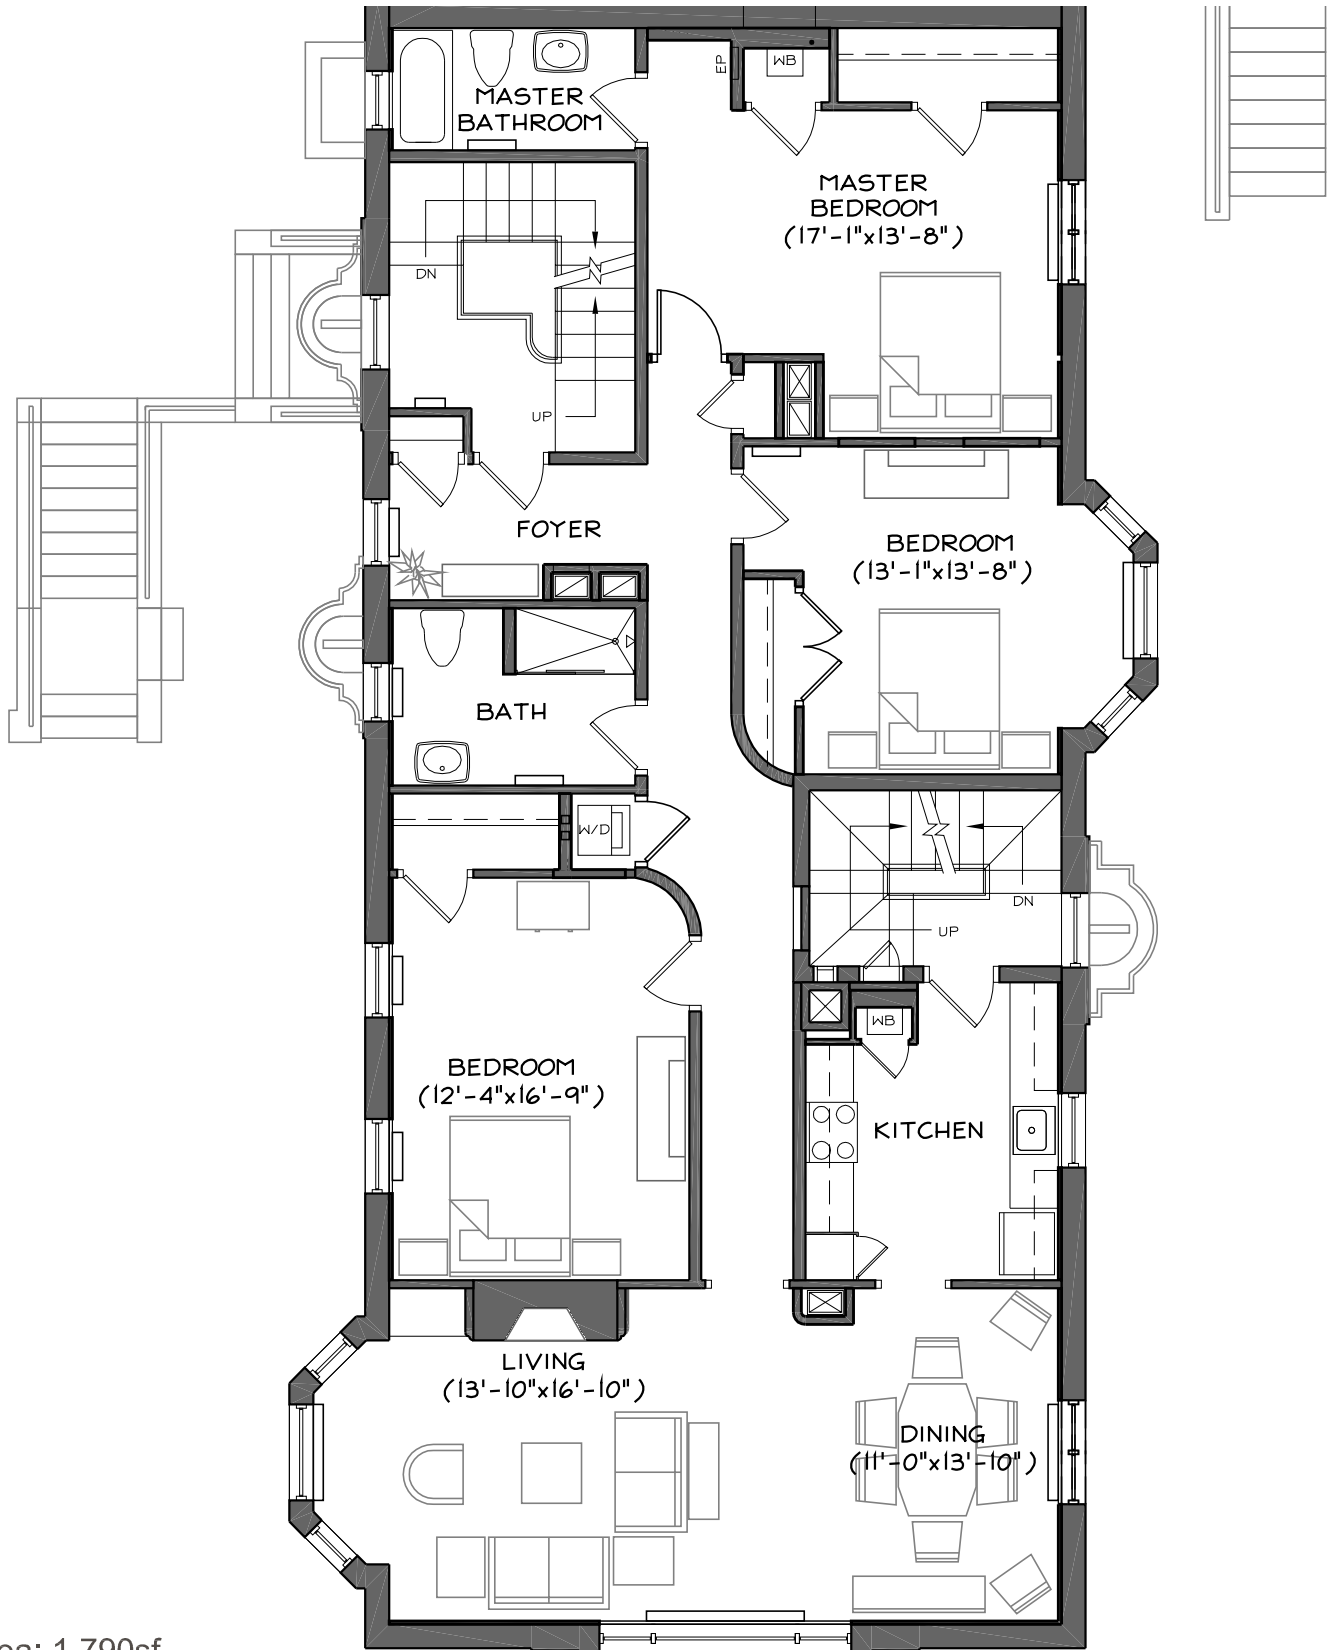 EP
WB
MASTER
BATHROOM
MASTER
BEDROOM
(17'-1"x13'-8")
DN
UP
FOYER
BEDROOM
(13'-1"x13'-8")
BATH
W/D
DN
UP
WB
BEDROOM
(12'-4"x16'-9")
KITCHEN
LIVING
(13'-10"x16'-10")
DINING
(11'-0"x13'-10")
1,790sf